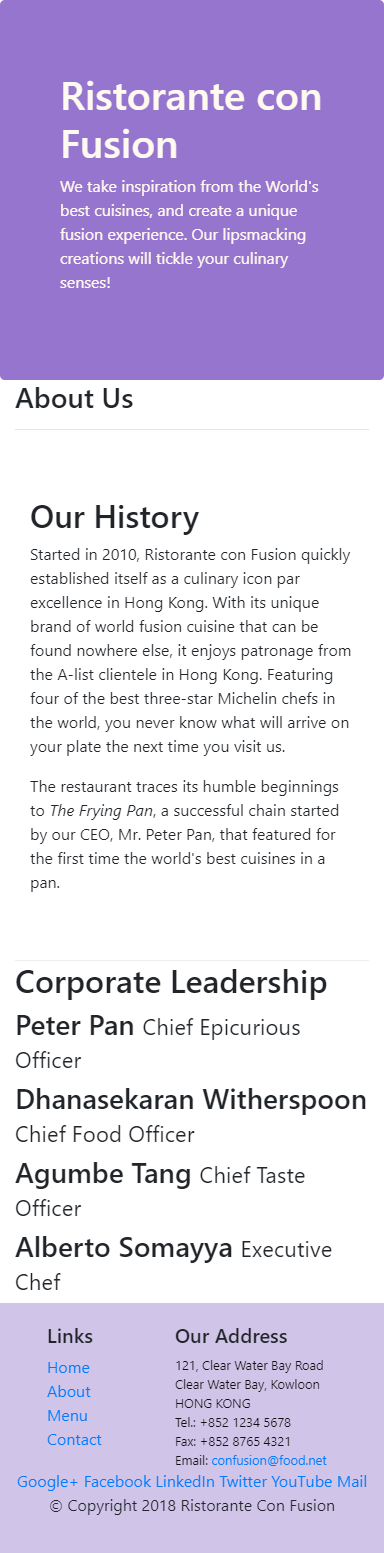 Ristorante con
Fusion
We take inspiration from the World's
best cuisines, and create a unique
fusion experience. Our lipsmacking
creations will tickle your culinary
senses!
About Us
Our History
Started in 2010, Ristorante con Fusion quickly
established itself as a culinary icon par
excellence in Hong Kong. With its unique
brand of world fusion cuisine that can be
found nowhere else, it enjoys patronage from
the A-list clientele in Hong Kong. Featuring
four of the best three-star Michelin chefs in
the world, you never know what will arrive on
your plate the next time you visit us.
The restaurant traces its humble beginnings
to The Frying Pan, a successful chain started
by our CEO, Mr. Peter Pan, that featured for
the first time the world's best cuisines in a
pan.
Corporate Leadership
Peter Pan Chief Epicurious
Officer
Dhanasekaran Witherspoon
Chief Food Officer
Agumbe Tang Chief Taste
Officer
Alberto Somayya Executive
Chef
Links
Home
About
Menu
Contact
Our Address
121, Clear Water Bay Road
Clear Water Bay, Kowloon
HONG KONG
Tel.: +852 1234 5678
Fax: +852 8765 4321
Email: confusion@food.net
Google+ Facebook LinkedIn Twitter YouTube Mail
© Copyright 2018 Ristorante Con Fusion